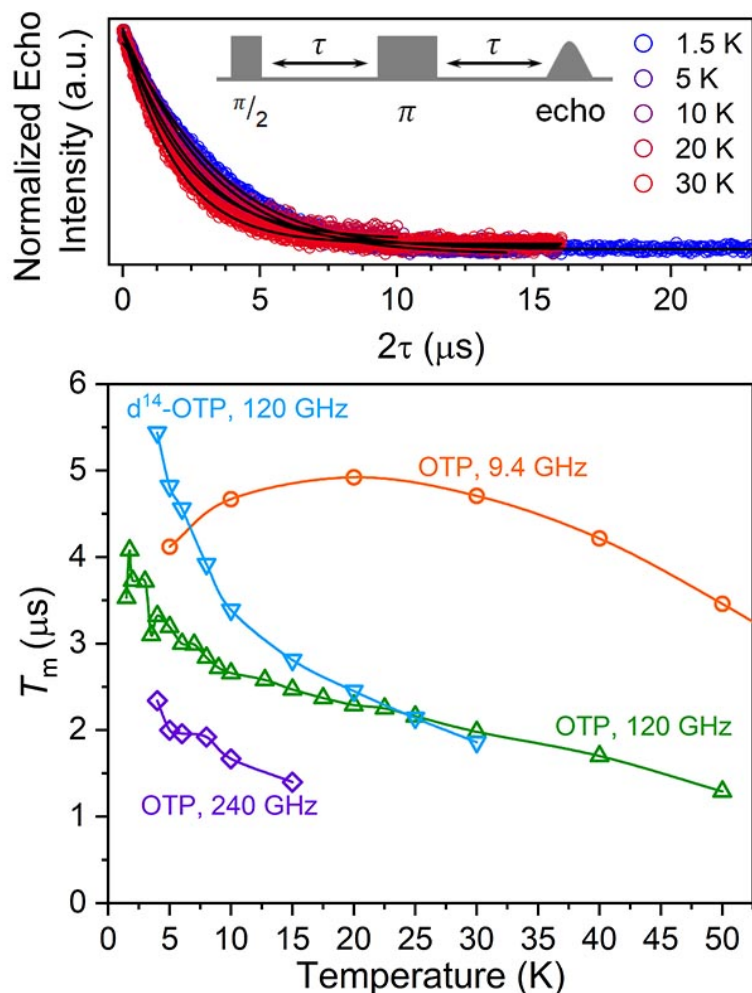 Normalized Echo
Intensity (a.u.)
τ τ
π/2 π echo
1.5 K
5 K
10 K
20 K
30 K
0 5 10 15 20
2τ (μs)
6
5
4
3
2
1
0
Tm (μs)
d¹⁴-OTP, 120 GHz
OTP, 9.4 GHz
OTP, 120 GHz
OTP, 240 GHz
0 5 10 15 20 25 30 35 40 45 50
Temperature (K)